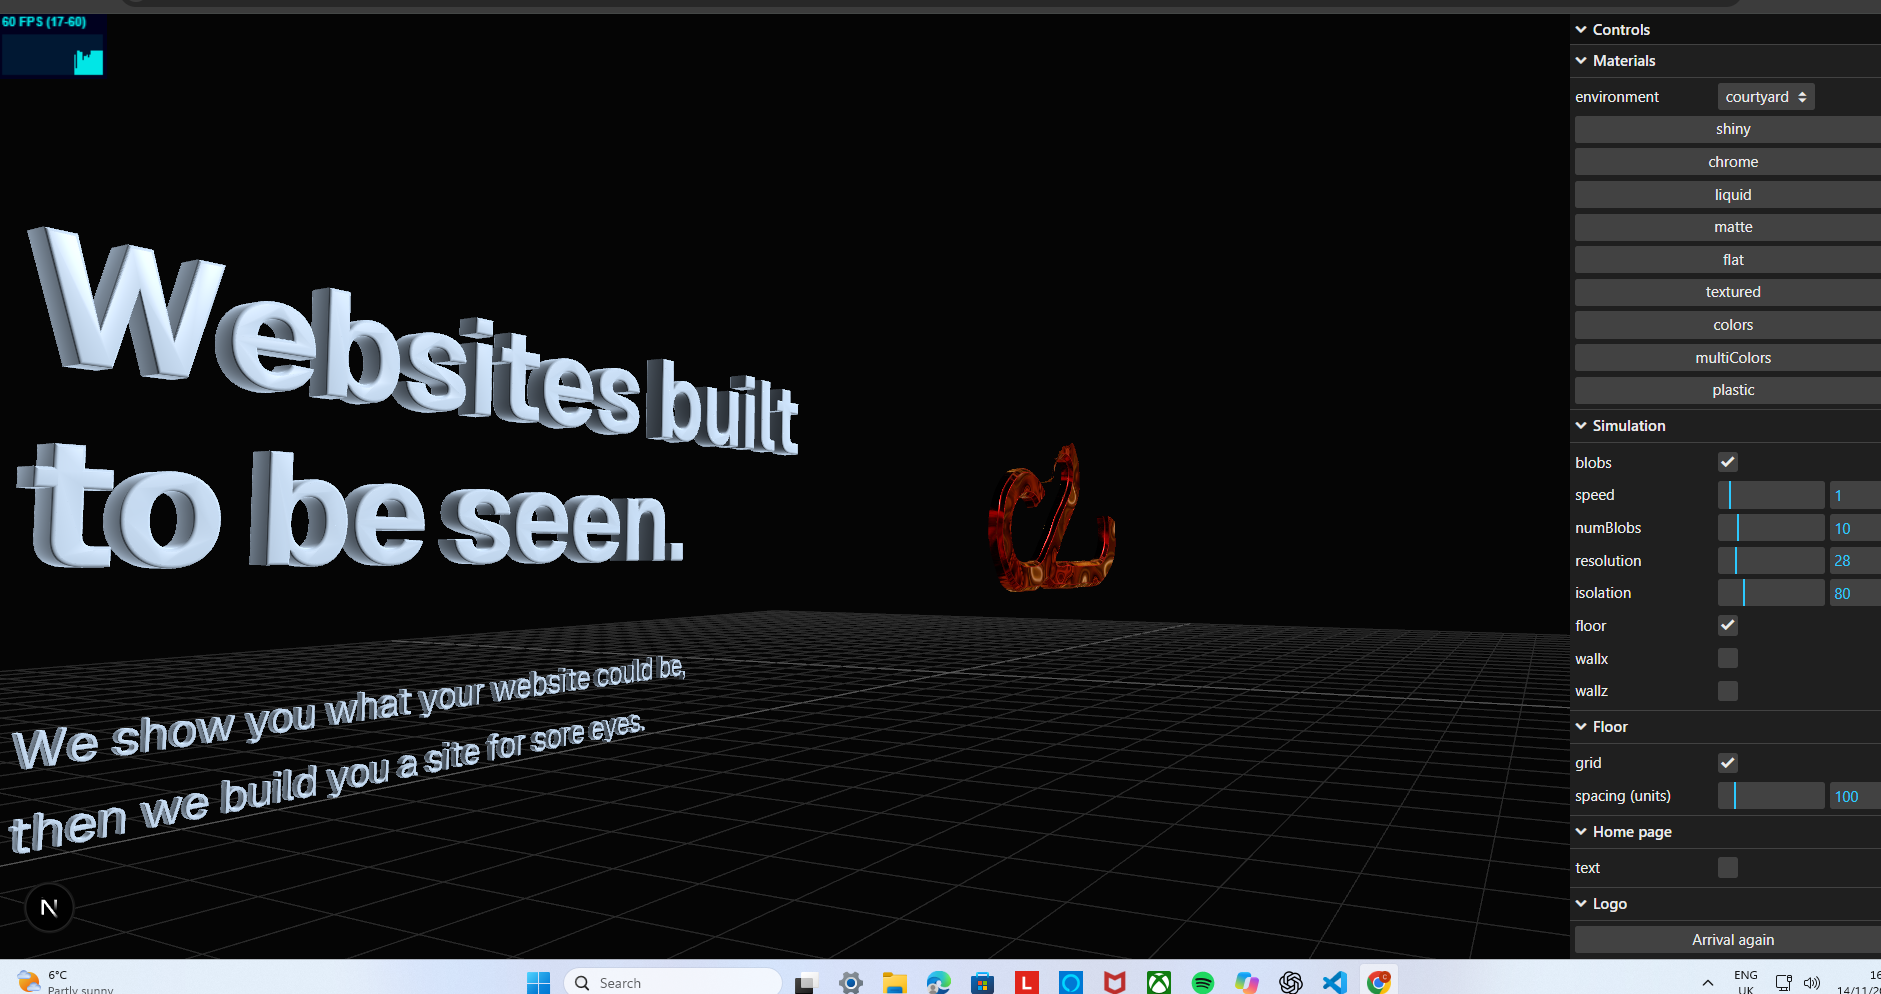 60 FPS (17-60)
Websites built
to be seen.
We show you what your website could be,
then we build you a site for sore eyes.
N
Controls
Materials
environment
courtyard
shiny
chrome
liquid
matte
flat
textured
colors
multiColors
plastic
Simulation
blobs
speed
1
numBlobs
10
resolution
28
isolation
80
floor
wallx
wallz
Floor
grid
spacing (units)
100
Home page
text
Logo
Arrival again
6°C
Partly sunny
Search
L
ENG
UK